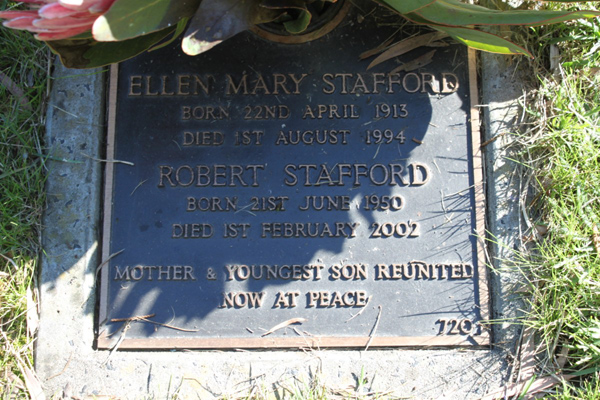 ELLEN MARY STAFFORD
BORN 22ND APRIL 1913
DIED 1ST AUGUST 1994
ROBERT STAFFORD
BORN 21ST JUNE 1950
DIED 1ST FEBRUARY 2002
MOTHER & YOUNGEST SON REUNITED
NOW AT PEACE